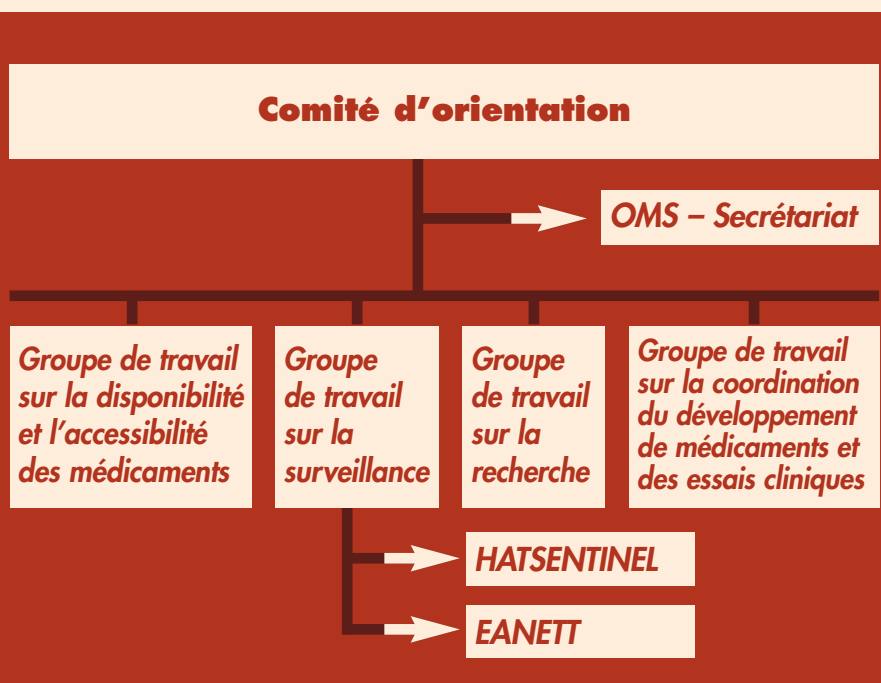 Comité d'orientation
OMS – Secrétariat
Groupe de travail
sur la disponibilité
et l'accessibilité
des médicaments
Groupe
de travail
sur la
surveillance
Groupe
de travail
sur la
recherche
Groupe de travail
sur la coordination
du développement
de médicaments et
des essais cliniques
HATSENTINEL
EANETT